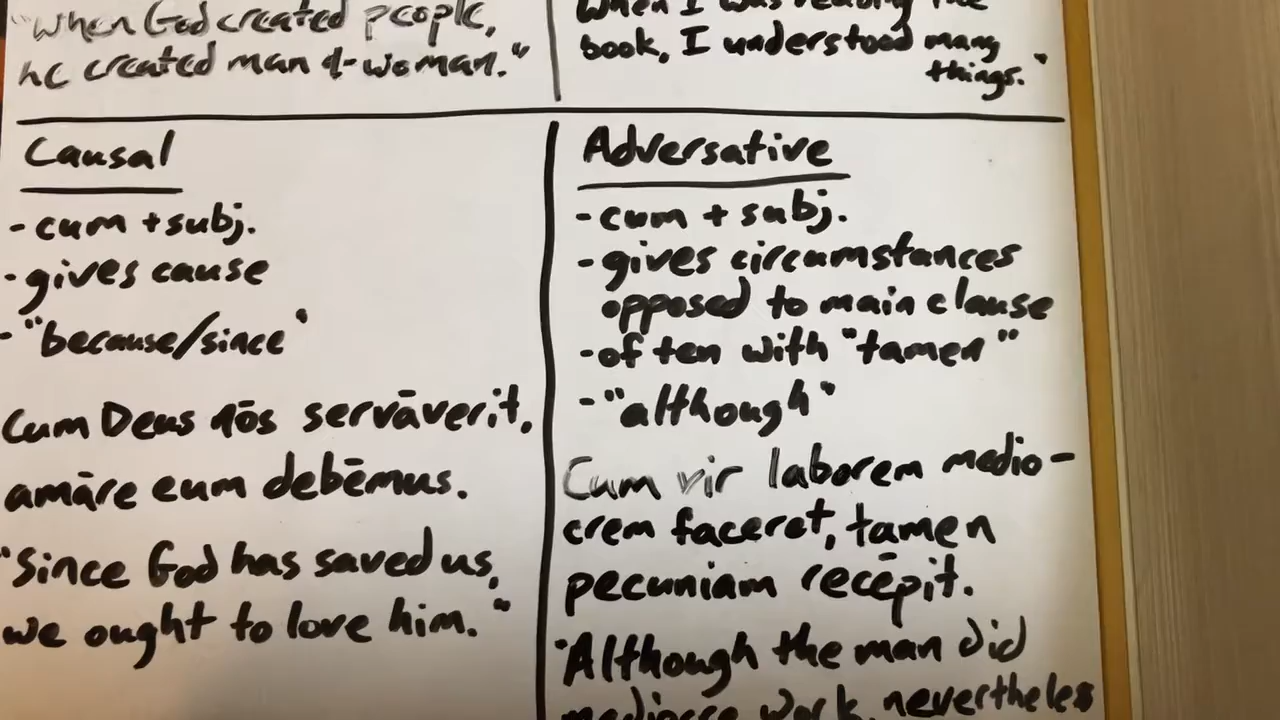 "When God created people,
he created man & woman."
When I was reading the
book, I understood many
things."
Causal
- cum + subj.
- gives cause
- "because/since"
Cum Deus nōs servāverit,
amāre eum debēmus.
"Since God has saved us,
we ought to love him."
Adversative
- cum + subj.
- gives circumstances
opposed to main clause
- often with "tamen"
- "although"
Cum vir laborem medio-
crem faceret, tamen
pecuniam recēpit.
"Although the man did
mediocre work, nevertheless